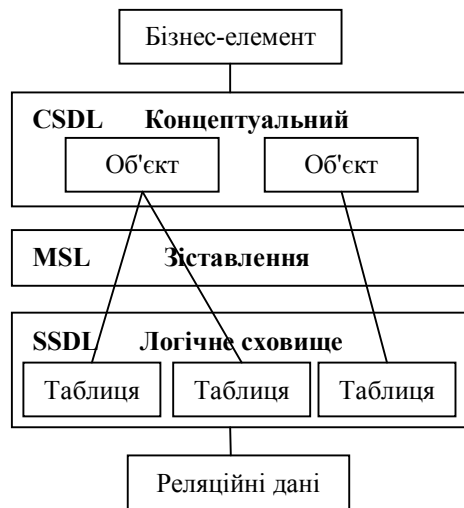 Бізнес-елемент
CSDL Концептуальний
Об'єкт Об'єкт
MSL Зіставлення
SSDL Логічне сховище
Таблиця Таблиця Таблиця
Реляційні дані